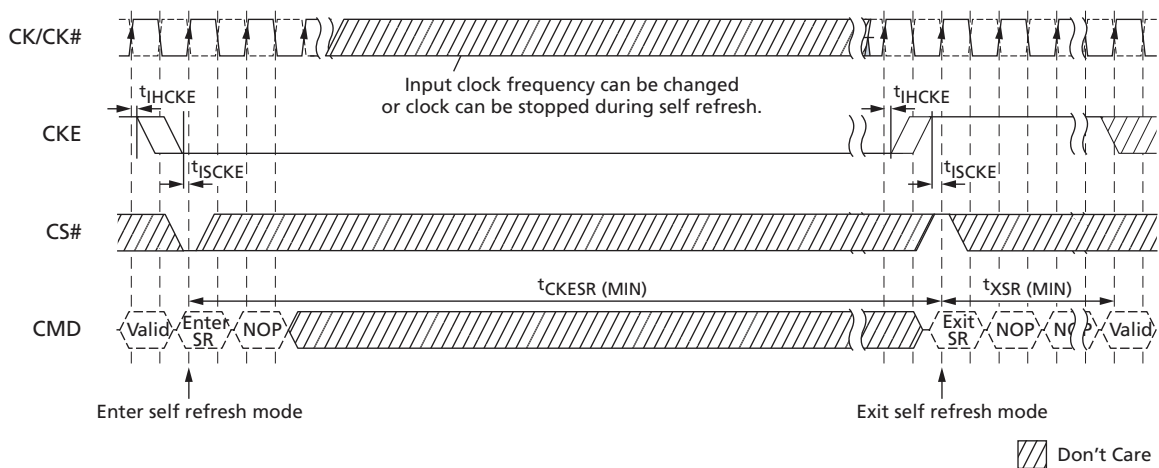 CK/CK#
Input clock frequency can be changed
or clock can be stopped during self refresh.
tIHCKE
tIHCKE
CKE
tISCKE
tISCKE
CS#
tCKESR (MIN)
tXSR (MIN)
CMD
Valid
Enter
SR
NOP
Exit
SR
NOP
NOP
Valid
Enter self refresh mode
Exit self refresh mode
Don't Care